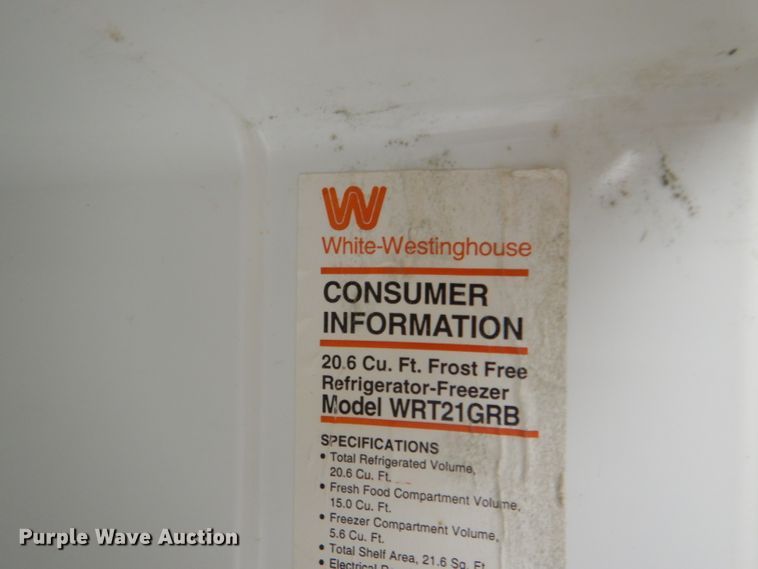 White-Westinghouse
CONSUMER
INFORMATION
20.6 Cu. Ft. Frost Free
Refrigerator-Freezer
Model WRT21GRB
SPECIFICATIONS
• Total Refrigerated Volume,
20.6 Cu. Ft.
• Fresh Food Compartment Volume,
15.0 Cu. Ft.
• Freezer Compartment Volume,
5.6 Cu. Ft.
• Total Shelf Area, 21.6 Sq. Ft.
• Electrical
Purple Wave Auction